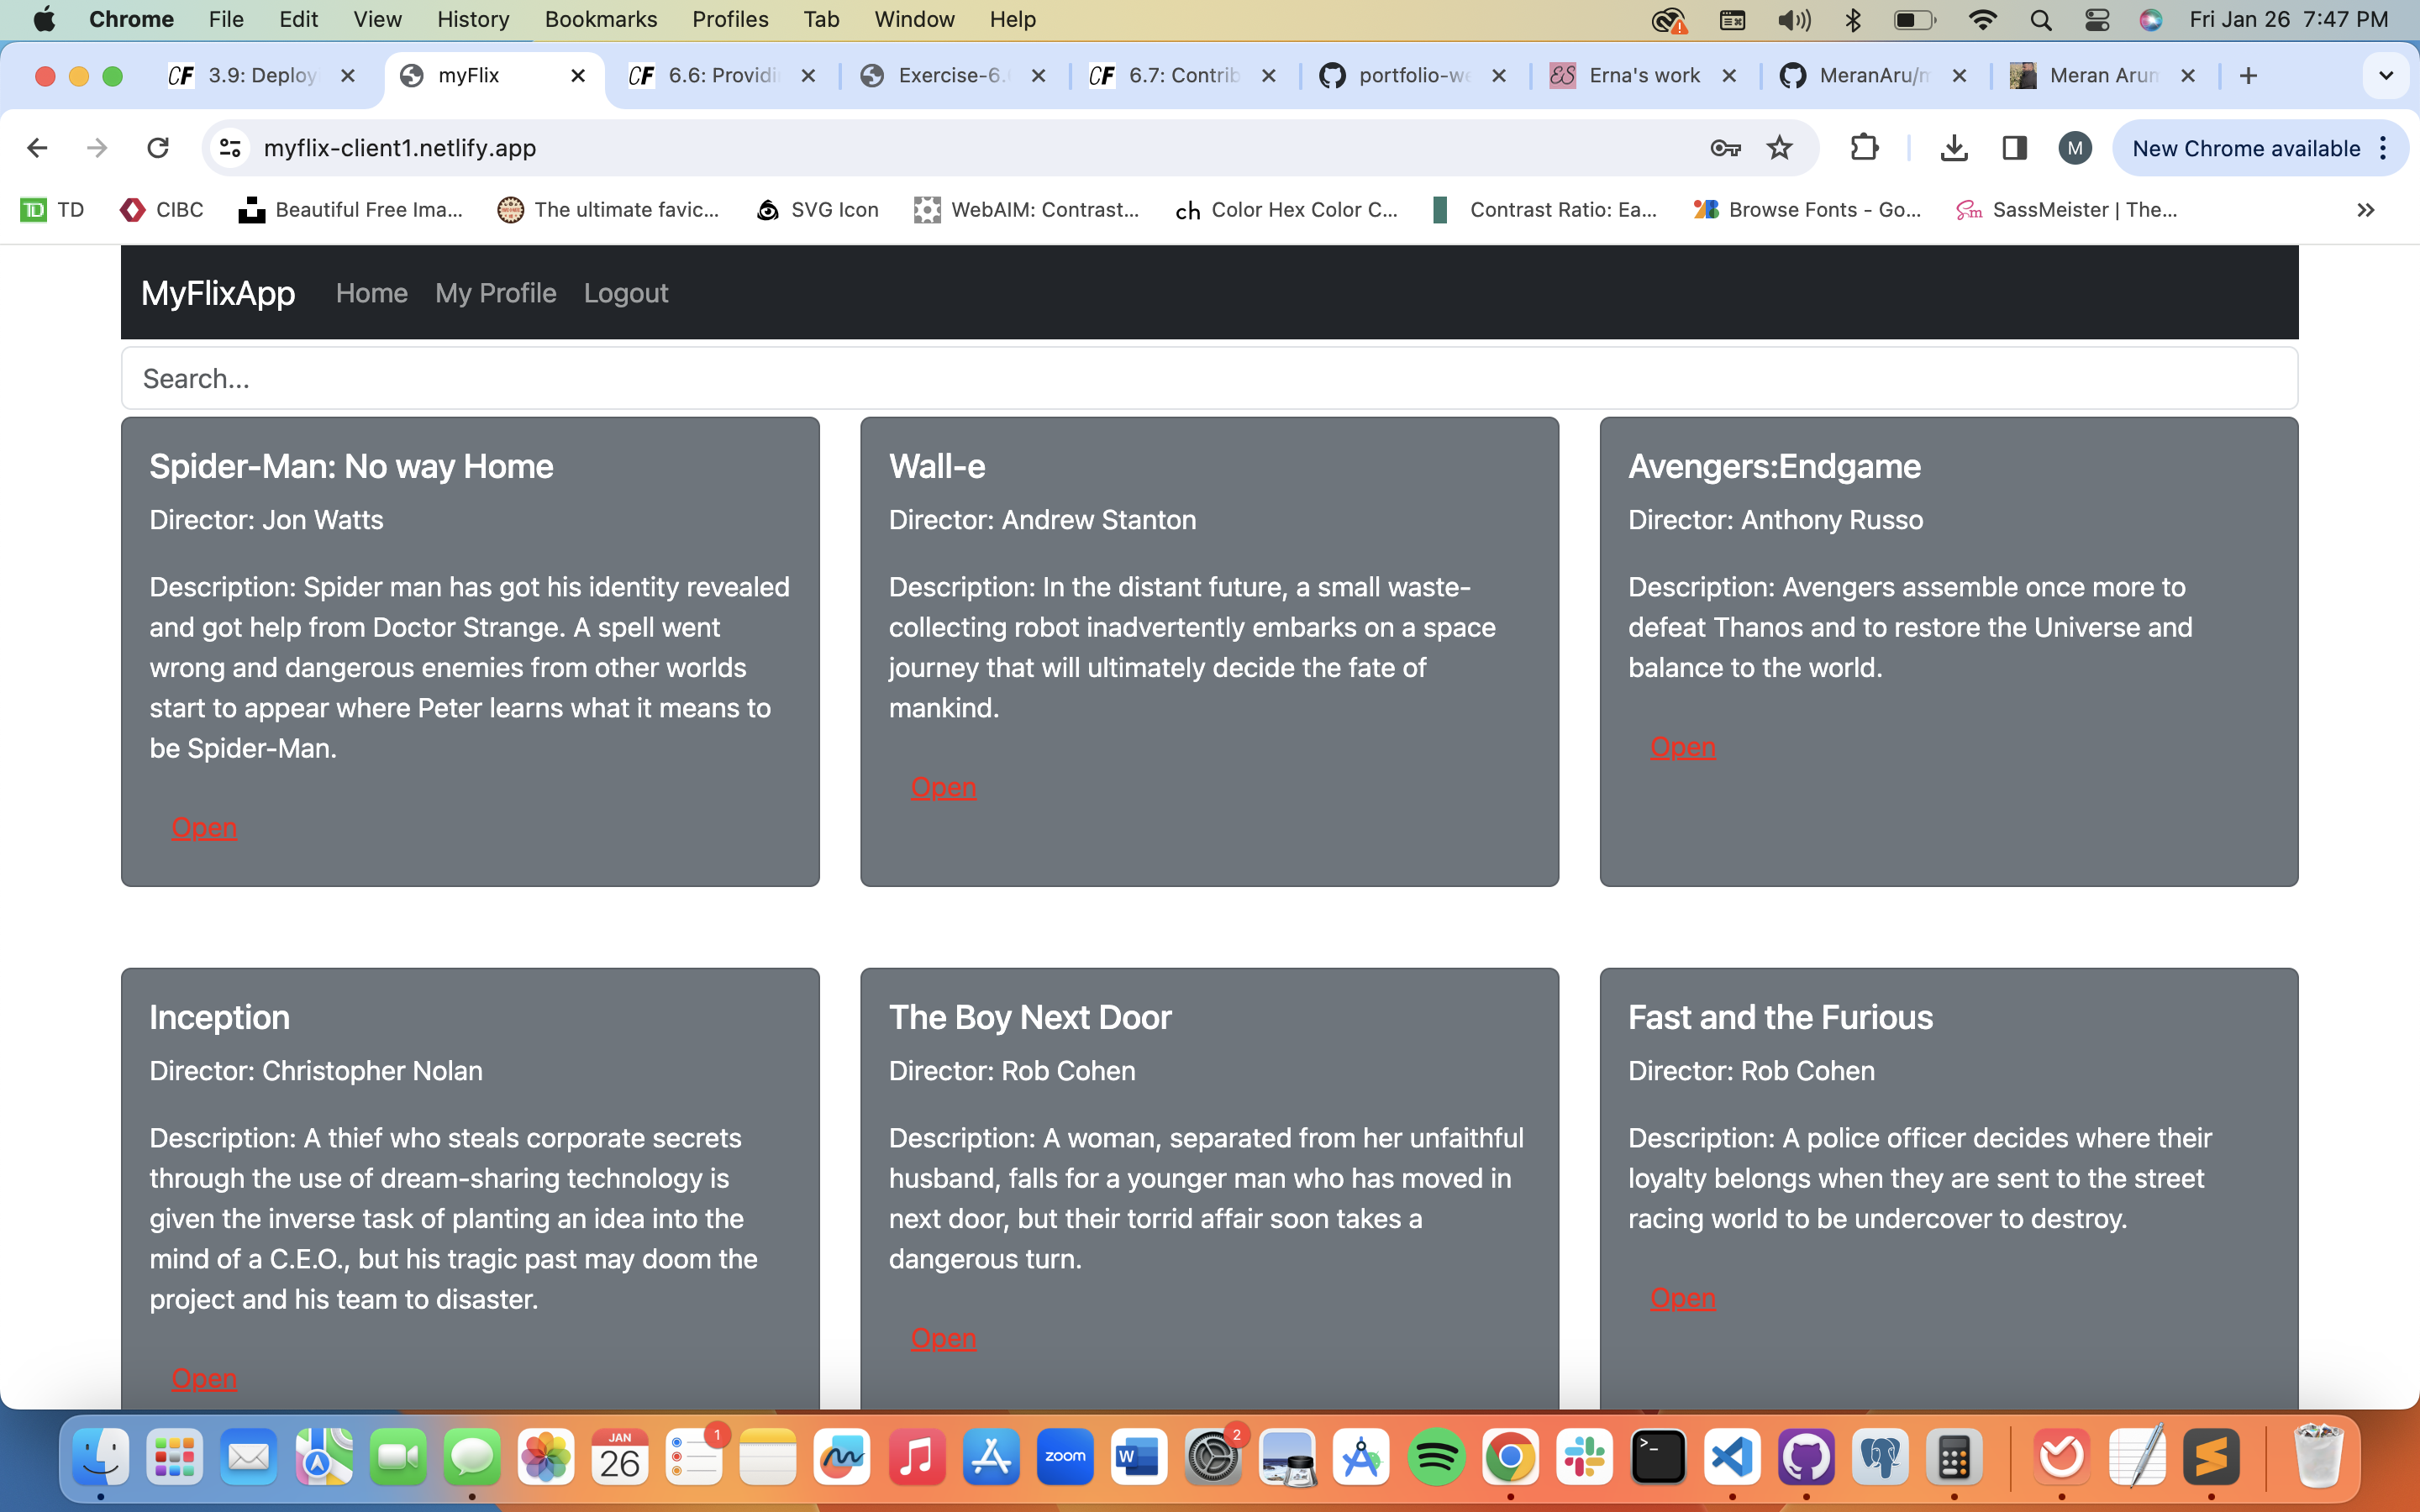 Chrome File Edit View History Bookmarks Profiles Tab Window Help Fri Jan 26 7:47 PM
CF 3.9: Deploy myFlix CF 6.6: Providi Exercise-6. CF 6.7: Contrib portfolio-we ES Erna's work MeranAru/m Meran Arun
myflix-client1.netlify.app M New Chrome available
TD TD CIBC Beautiful Free Ima... The ultimate favic... SVG Icon WebAIM: Contrast... ch Color Hex Color C... Contrast Ratio: Ea... Browse Fonts - Go... Sm SassMeister | The...
MyFlixApp Home My Profile Logout
Search...
Spider-Man: No way Home
Director: Jon Watts
Description: Spider man has got his identity revealed
and got help from Doctor Strange. A spell went
wrong and dangerous enemies from other worlds
start to appear where Peter learns what it means to
be Spider-Man.
Open
Wall-e
Director: Andrew Stanton
Description: In the distant future, a small waste-
collecting robot inadvertently embarks on a space
journey that will ultimately decide the fate of
mankind.
Open
Avengers:Endgame
Director: Anthony Russo
Description: Avengers assemble once more to
defeat Thanos and to restore the Universe and
balance to the world.
Open
Inception
Director: Christopher Nolan
Description: A thief who steals corporate secrets
through the use of dream-sharing technology is
given the inverse task of planting an idea into the
mind of a C.E.O., but his tragic past may doom the
project and his team to disaster.
Open
The Boy Next Door
Director: Rob Cohen
Description: A woman, separated from her unfaithful
husband, falls for a younger man who has moved in
next door, but their torrid affair soon takes a
dangerous turn.
Open
Fast and the Furious
Director: Rob Cohen
Description: A police officer decides where their
loyalty belongs when they are sent to the street
racing world to be undercover to destroy.
Open
JAN 26 1 zoom W 2